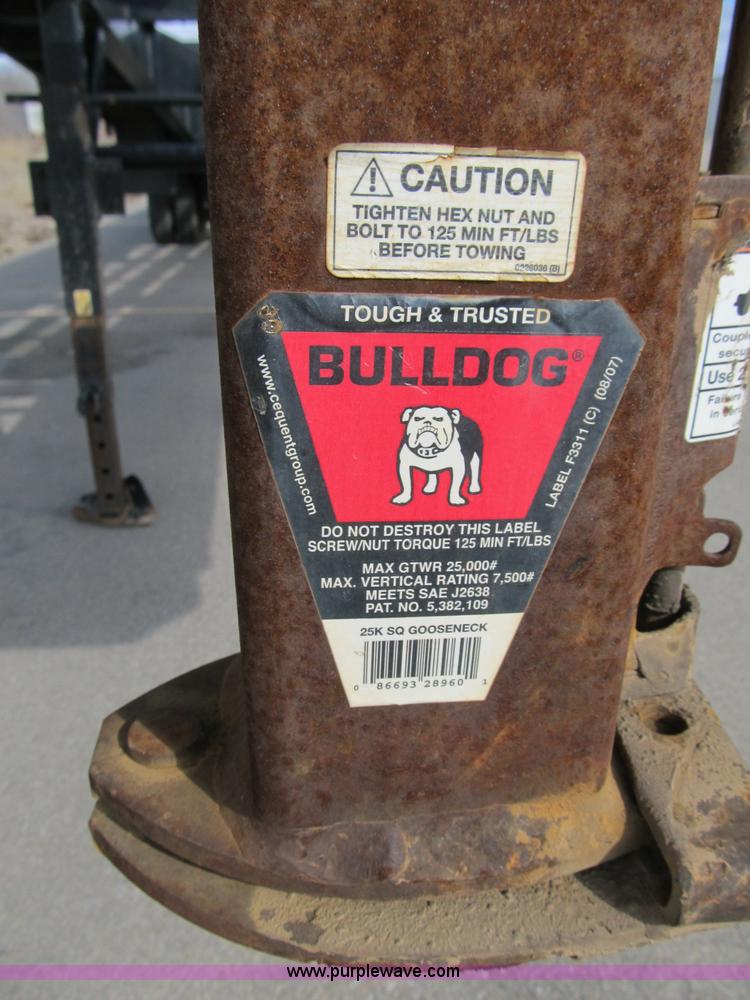 CAUTION
TIGHTEN HEX NUT AND
BOLT TO 125 MIN FT/LBS
BEFORE TOWING
0228036 (B)
TOUGH & TRUSTED
BULLDOG®
www.cequentgroup.com
LABEL F3311 (C) (08/07)
DO NOT DESTROY THIS LABEL
SCREW/NUT TORQUE 125 MIN FT/LBS
MAX GTWR 25,000#
MAX. VERTICAL RATING 7,500#
MEETS SAE J2638
PAT. NO. 5,382,109
25K SQ GOOSENECK
0 86693 28960 1
Use
in
www.purplewave.com